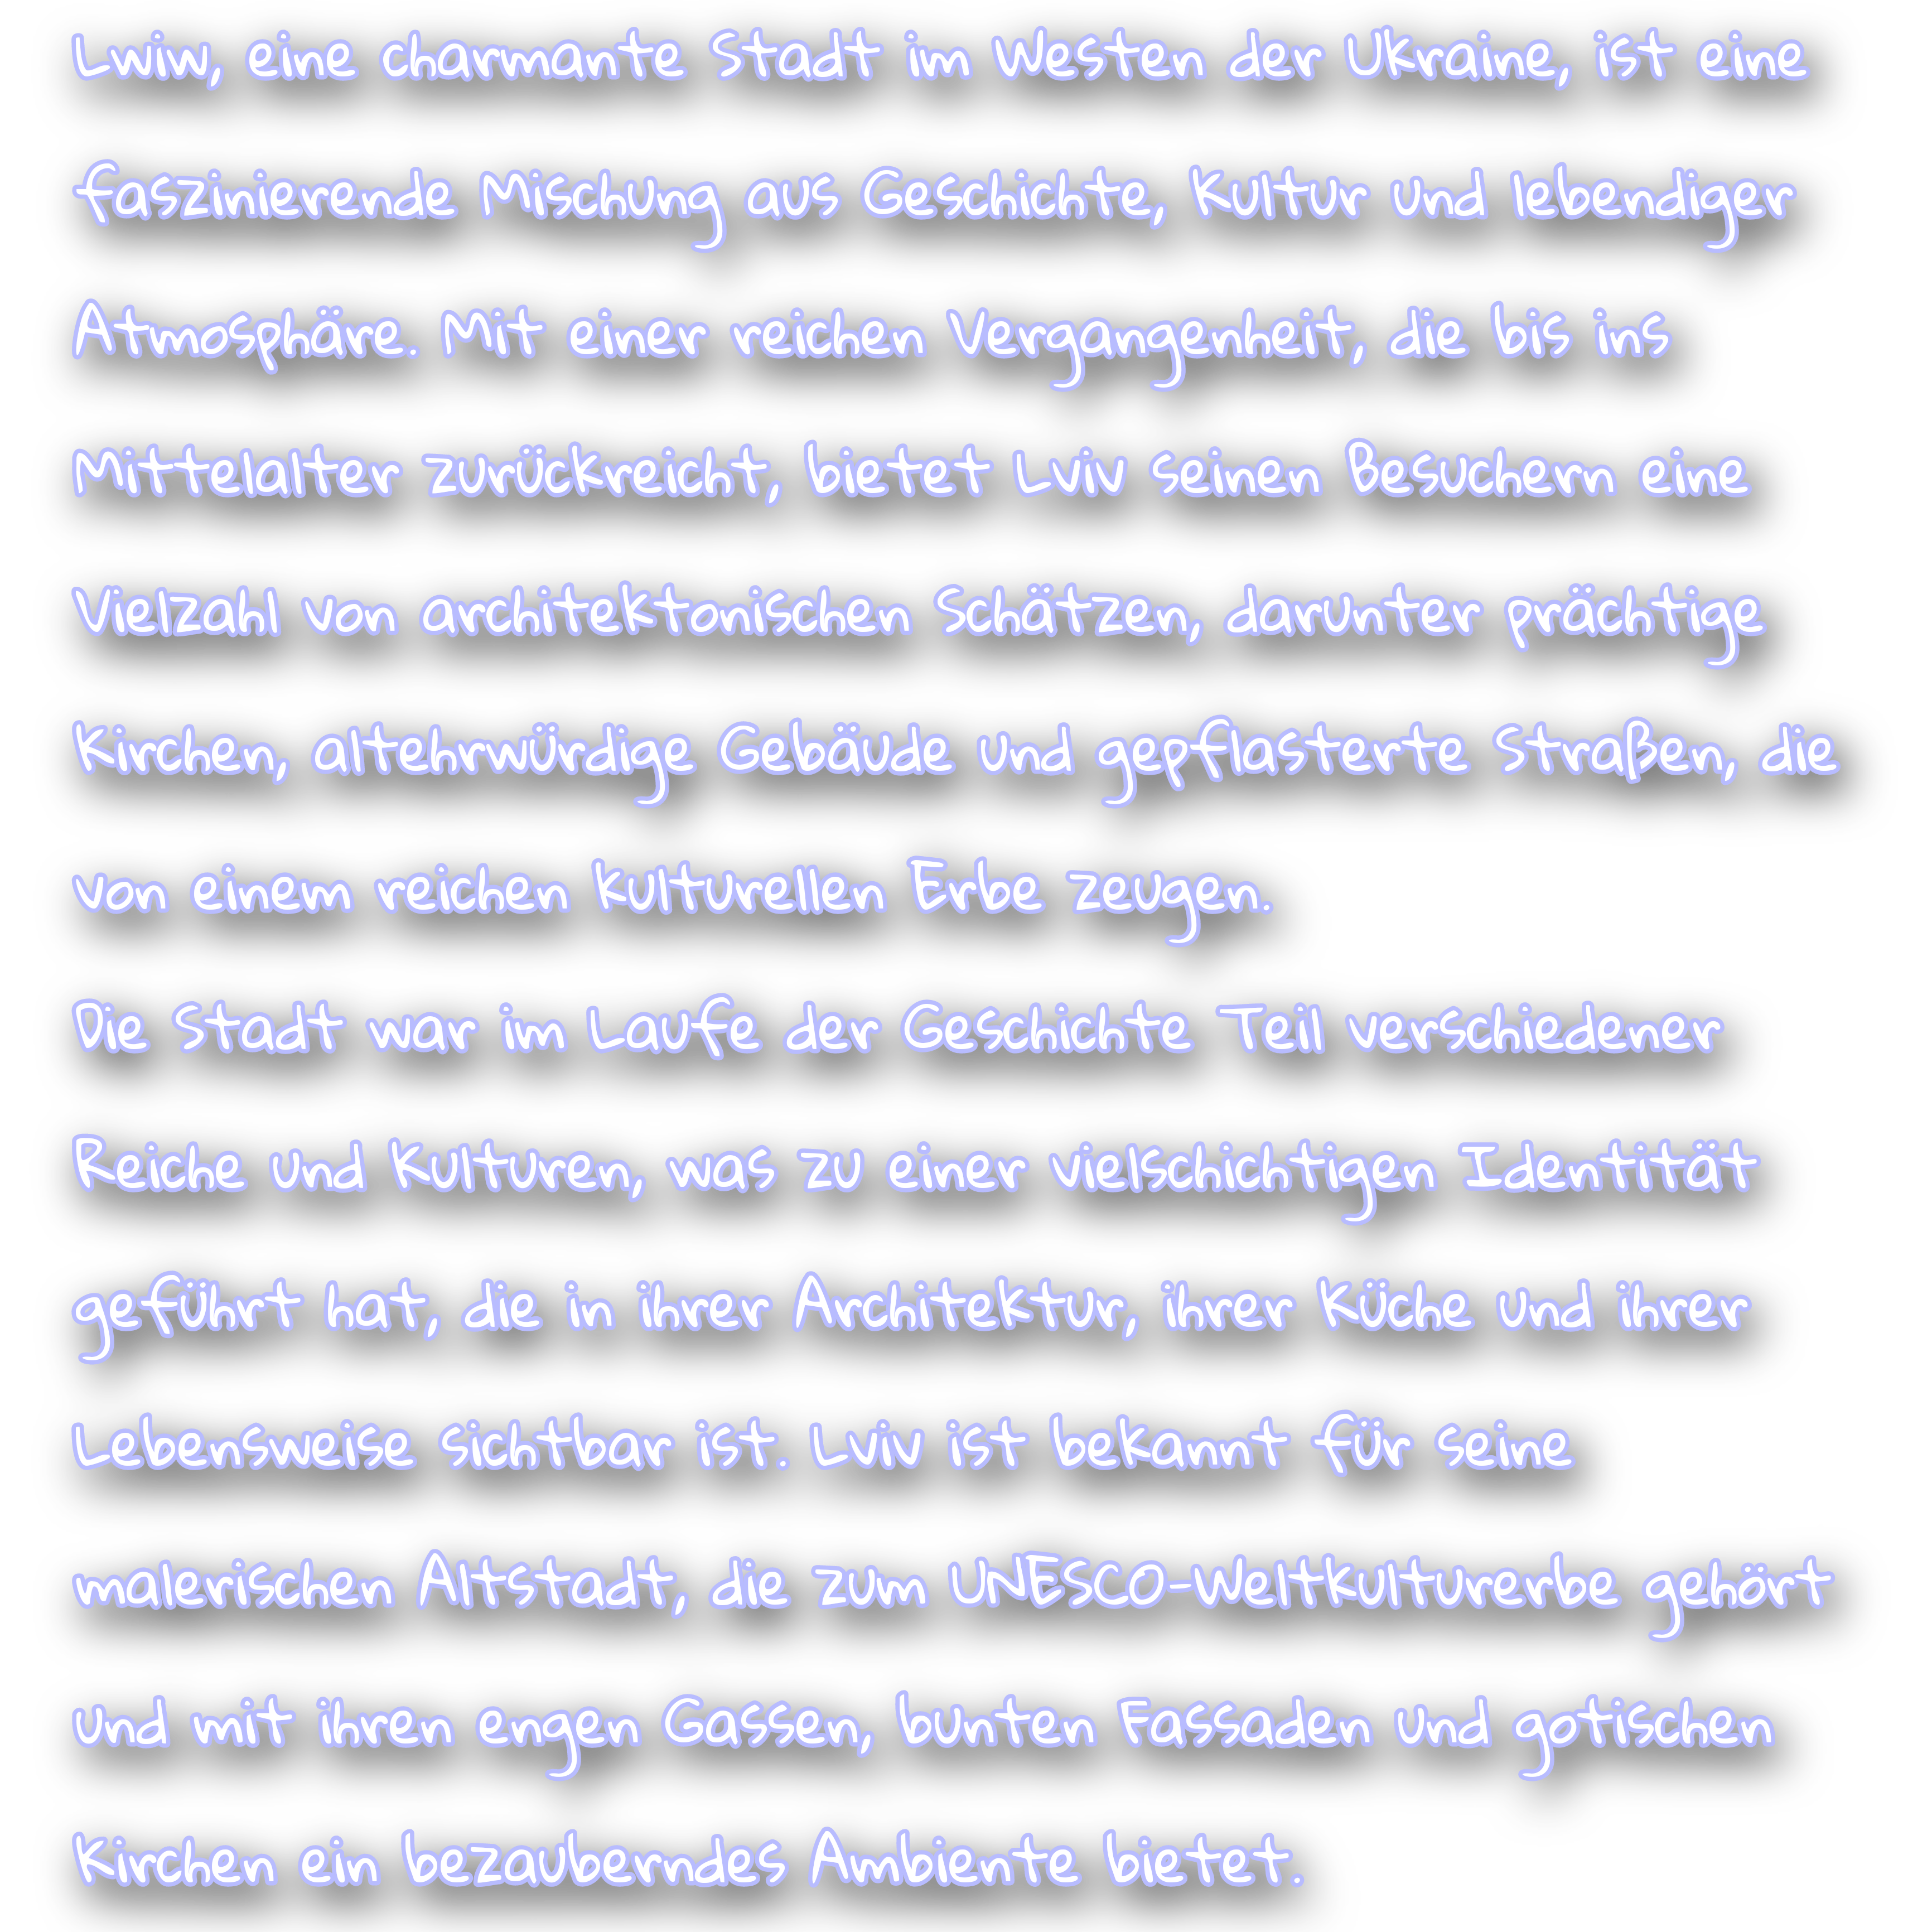 Lwiw, eine charmante Stadt im Westen der Ukraine, ist eine
faszinierende Mischung aus Geschichte, Kultur und lebendiger
Atmosphäre. Mit einer reichen Vergangenheit, die bis ins
Mittelalter zurückreicht, bietet Lviv seinen Besuchern eine
Vielzahl von architektonischen Schätzen, darunter prächtige
Kirchen, altehrwürdige Gebäude und gepflasterte Straßen, die
von einem reichen kulturellen Erbe zeugen.
Die Stadt war im Laufe der Geschichte Teil verschiedener
Reiche und Kulturen, was zu einer vielschichtigen Identität
geführt hat, die in ihrer Architektur, ihrer Küche und ihrer
Lebensweise sichtbar ist. Lviv ist bekannt für seine
malerischen Altstadt, die zum UNESCO-Weltkulturerbe gehört
und mit ihren engen Gassen, bunten Fassaden und gotischen
Kirchen ein bezauberndes Ambiente bietet.